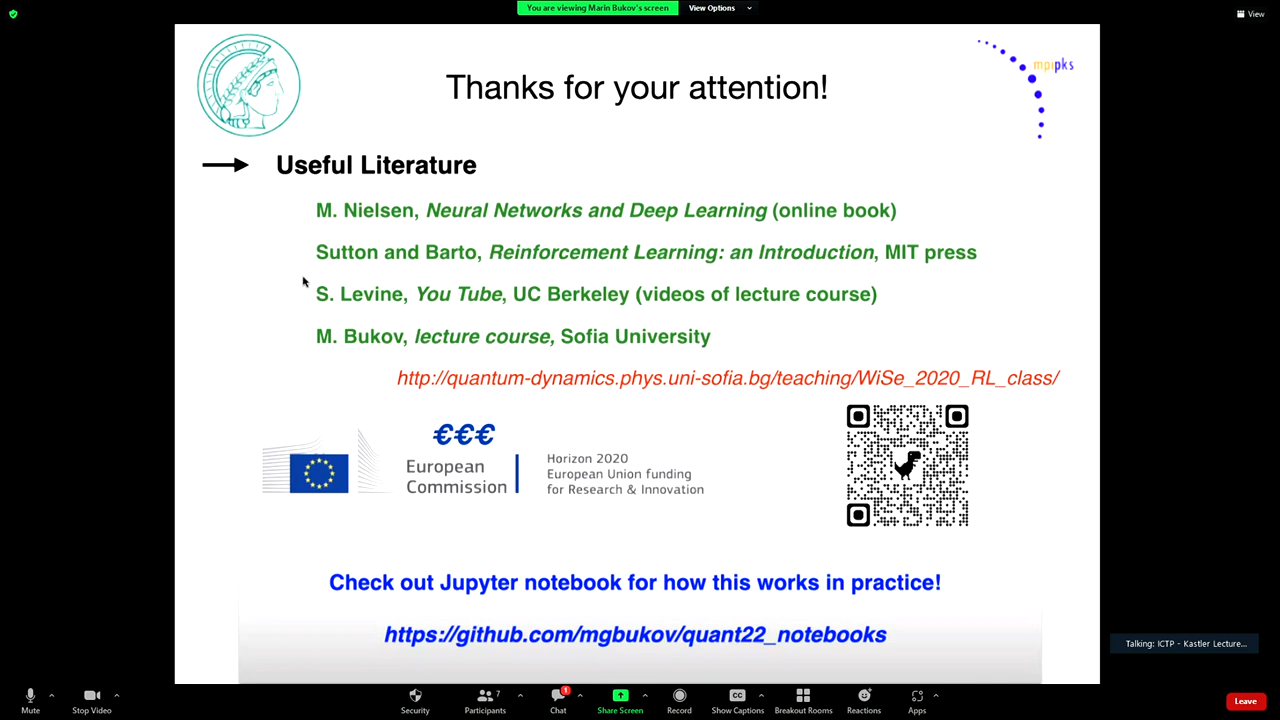 You are viewing Marin Bukov's screen
View Options
View
mpipks
Thanks for your attention!
Useful Literature
M. Nielsen, Neural Networks and Deep Learning (online book)
Sutton and Barto, Reinforcement Learning: an Introduction, MIT press
S. Levine, You Tube, UC Berkeley (videos of lecture course)
M. Bukov, lecture course, Sofia University
http://quantum-dynamics.phys.uni-sofia.bg/teaching/WiSe_2020_RL_class/
€€€
European
Commission
Horizon 2020
European Union funding
for Research & Innovation
Check out Jupyter notebook for how this works in practice!
https://github.com/mgbukov/quant22_notebooks
Talking: ICTP - Kastler Lecture...
Mute
Stop Video
Security
Participants
7
Chat
1
Share Screen
Record
CC
Show Captions
Breakout Rooms
Reactions
Apps
Leave